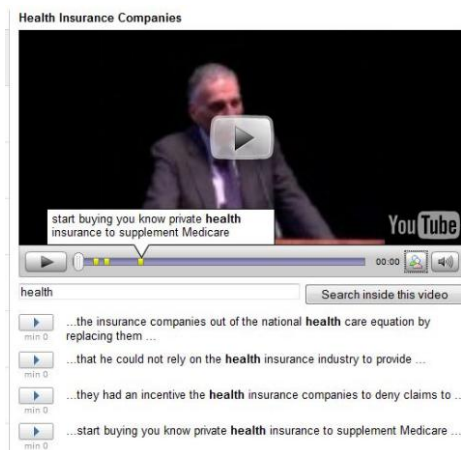 Health Insurance Companies
start buying you know private health
insurance to supplement Medicare
YouTube
00:00
health
Search inside this video
...the insurance companies out of the national health care equation by
replacing them ...
min 0
...that he could not rely on the health insurance industry to provide ...
min 0
...they had an incentive the health insurance companies to deny claims to ..
min 0
...start buying you know private health insurance to supplement Medicare ...
min 0